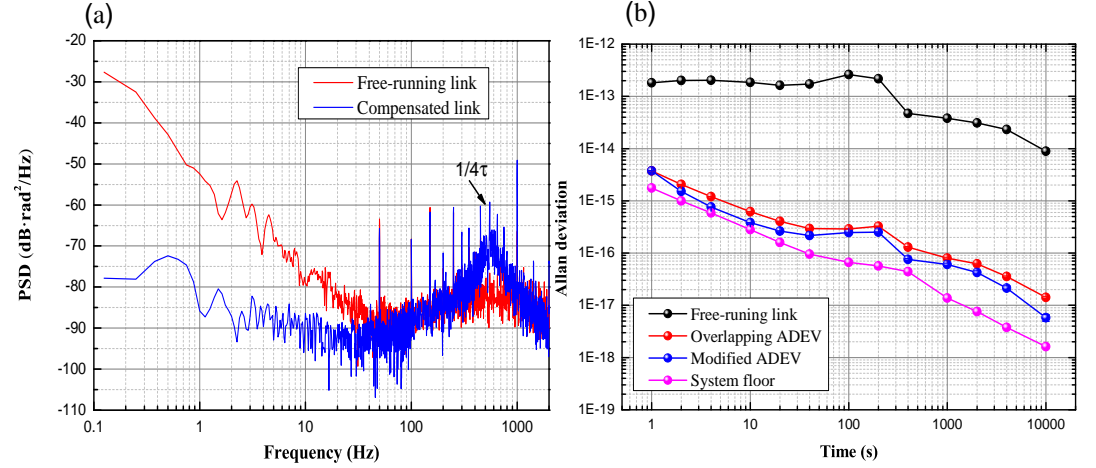 (a)
-20
-30
-40
-50
-60
-70
-80
-90
-100
-110
0.1
1
10
100
1000
PSD (dB·rad²/Hz)
Frequency (Hz)
Free-running link
Compensated link
1/4τ
(b)
1E-12
1E-13
1E-14
1E-15
1E-16
1E-17
1E-18
1E-19
1
10
100
1000
10000
Allan deviation
Time (s)
Free-runing link
Overlapping ADEV
Modified ADEV
System floor